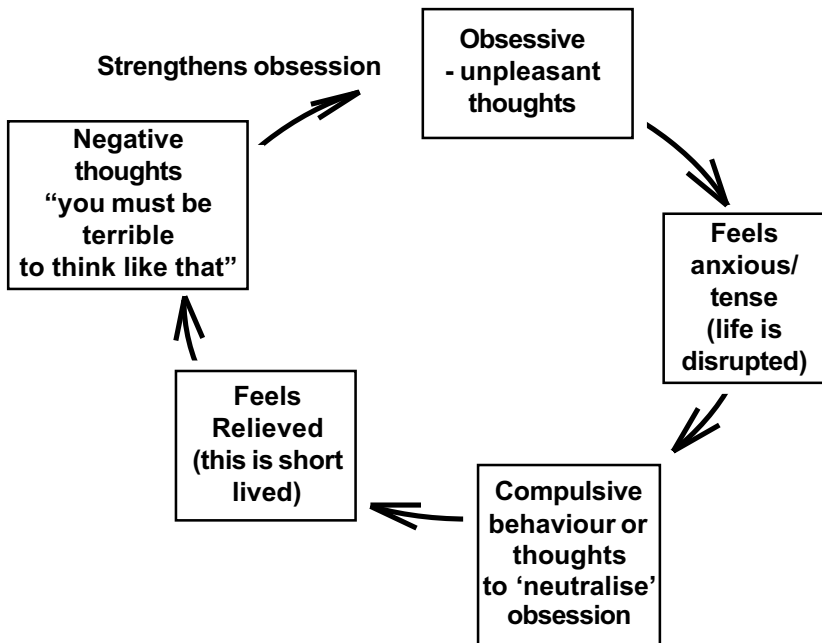 Strengthens obsession
Obsessive
- unpleasant
thoughts
Feels
anxious/
tense
(life is
disrupted)
Compulsive
behaviour or
thoughts
to ‘neutralise’
obsession
Feels
Relieved
(this is short
lived)
Negative
thoughts
“you must be
terrible
to think like that”